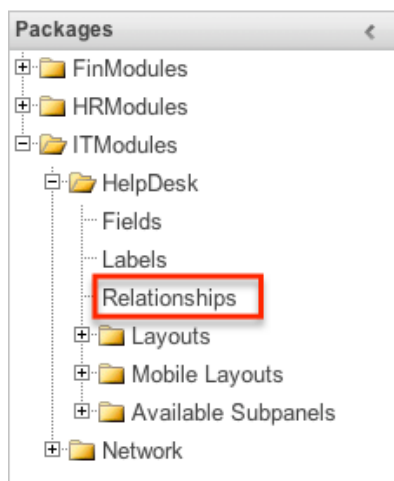 Packages
FinModules
HRModules
ITModules
HelpDesk
Fields
Labels
Relationships
Layouts
Mobile Layouts
Available Subpanels
Network